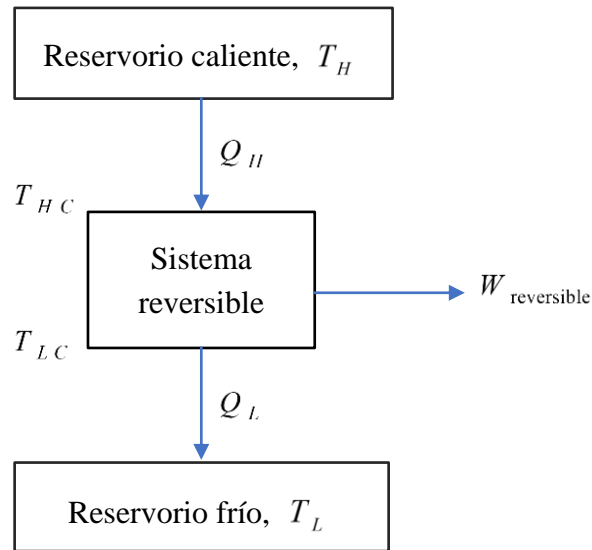 Reservorio caliente, T_H
Q_H
T_HC
Sistema
reversible
W_reversible
T_LC
Q_L
Reservorio frío, T_L